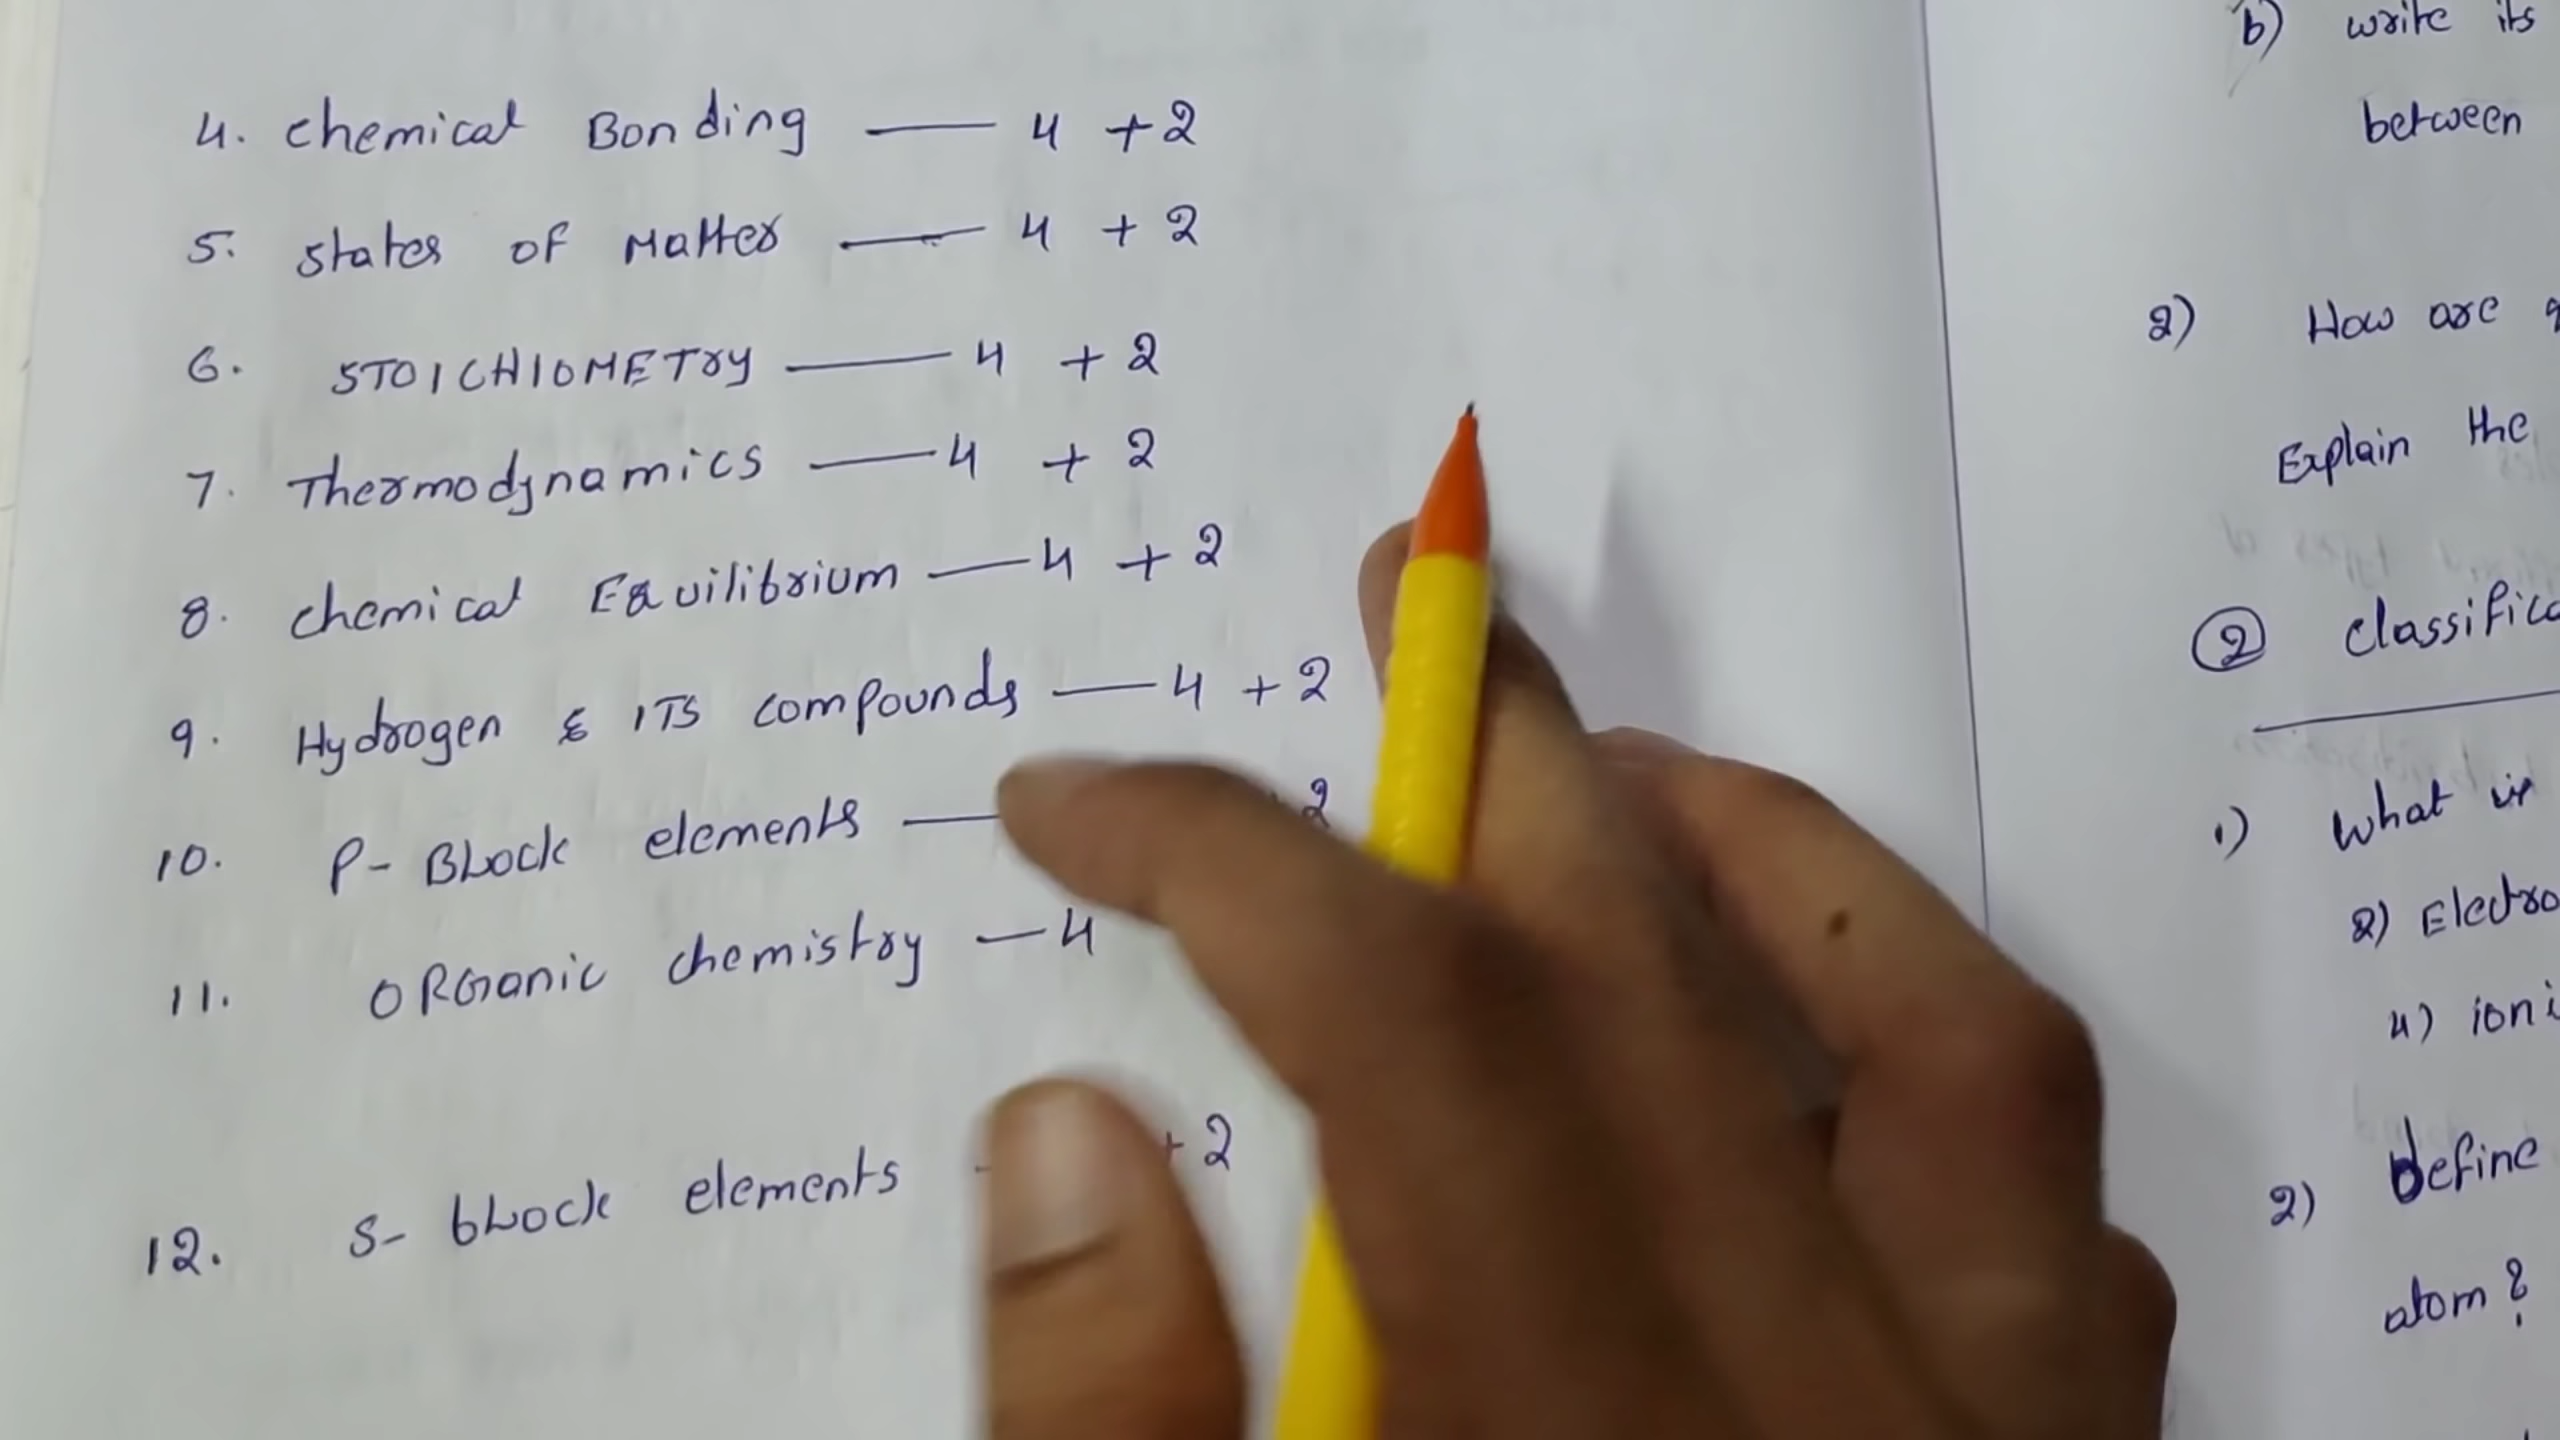 4. Chemical Bonding — 4 + 2
5. States of Matter — 4 + 2
6. STOICHIOMETry — 4 + 2
7. Thermodynamics — 4 + 2
8. Chemical EQuilibrium — 4 + 2
9. Hydrogen & ITS compounds — 4 + 2
10. P- Block elements — 2
11. ORGanic chemistry — 4
12. S- block elements + 2
b) write its
between
2) How are
Explain the
② Classific
1) What is
2) Electro
4) ioni
2) Define
atom?